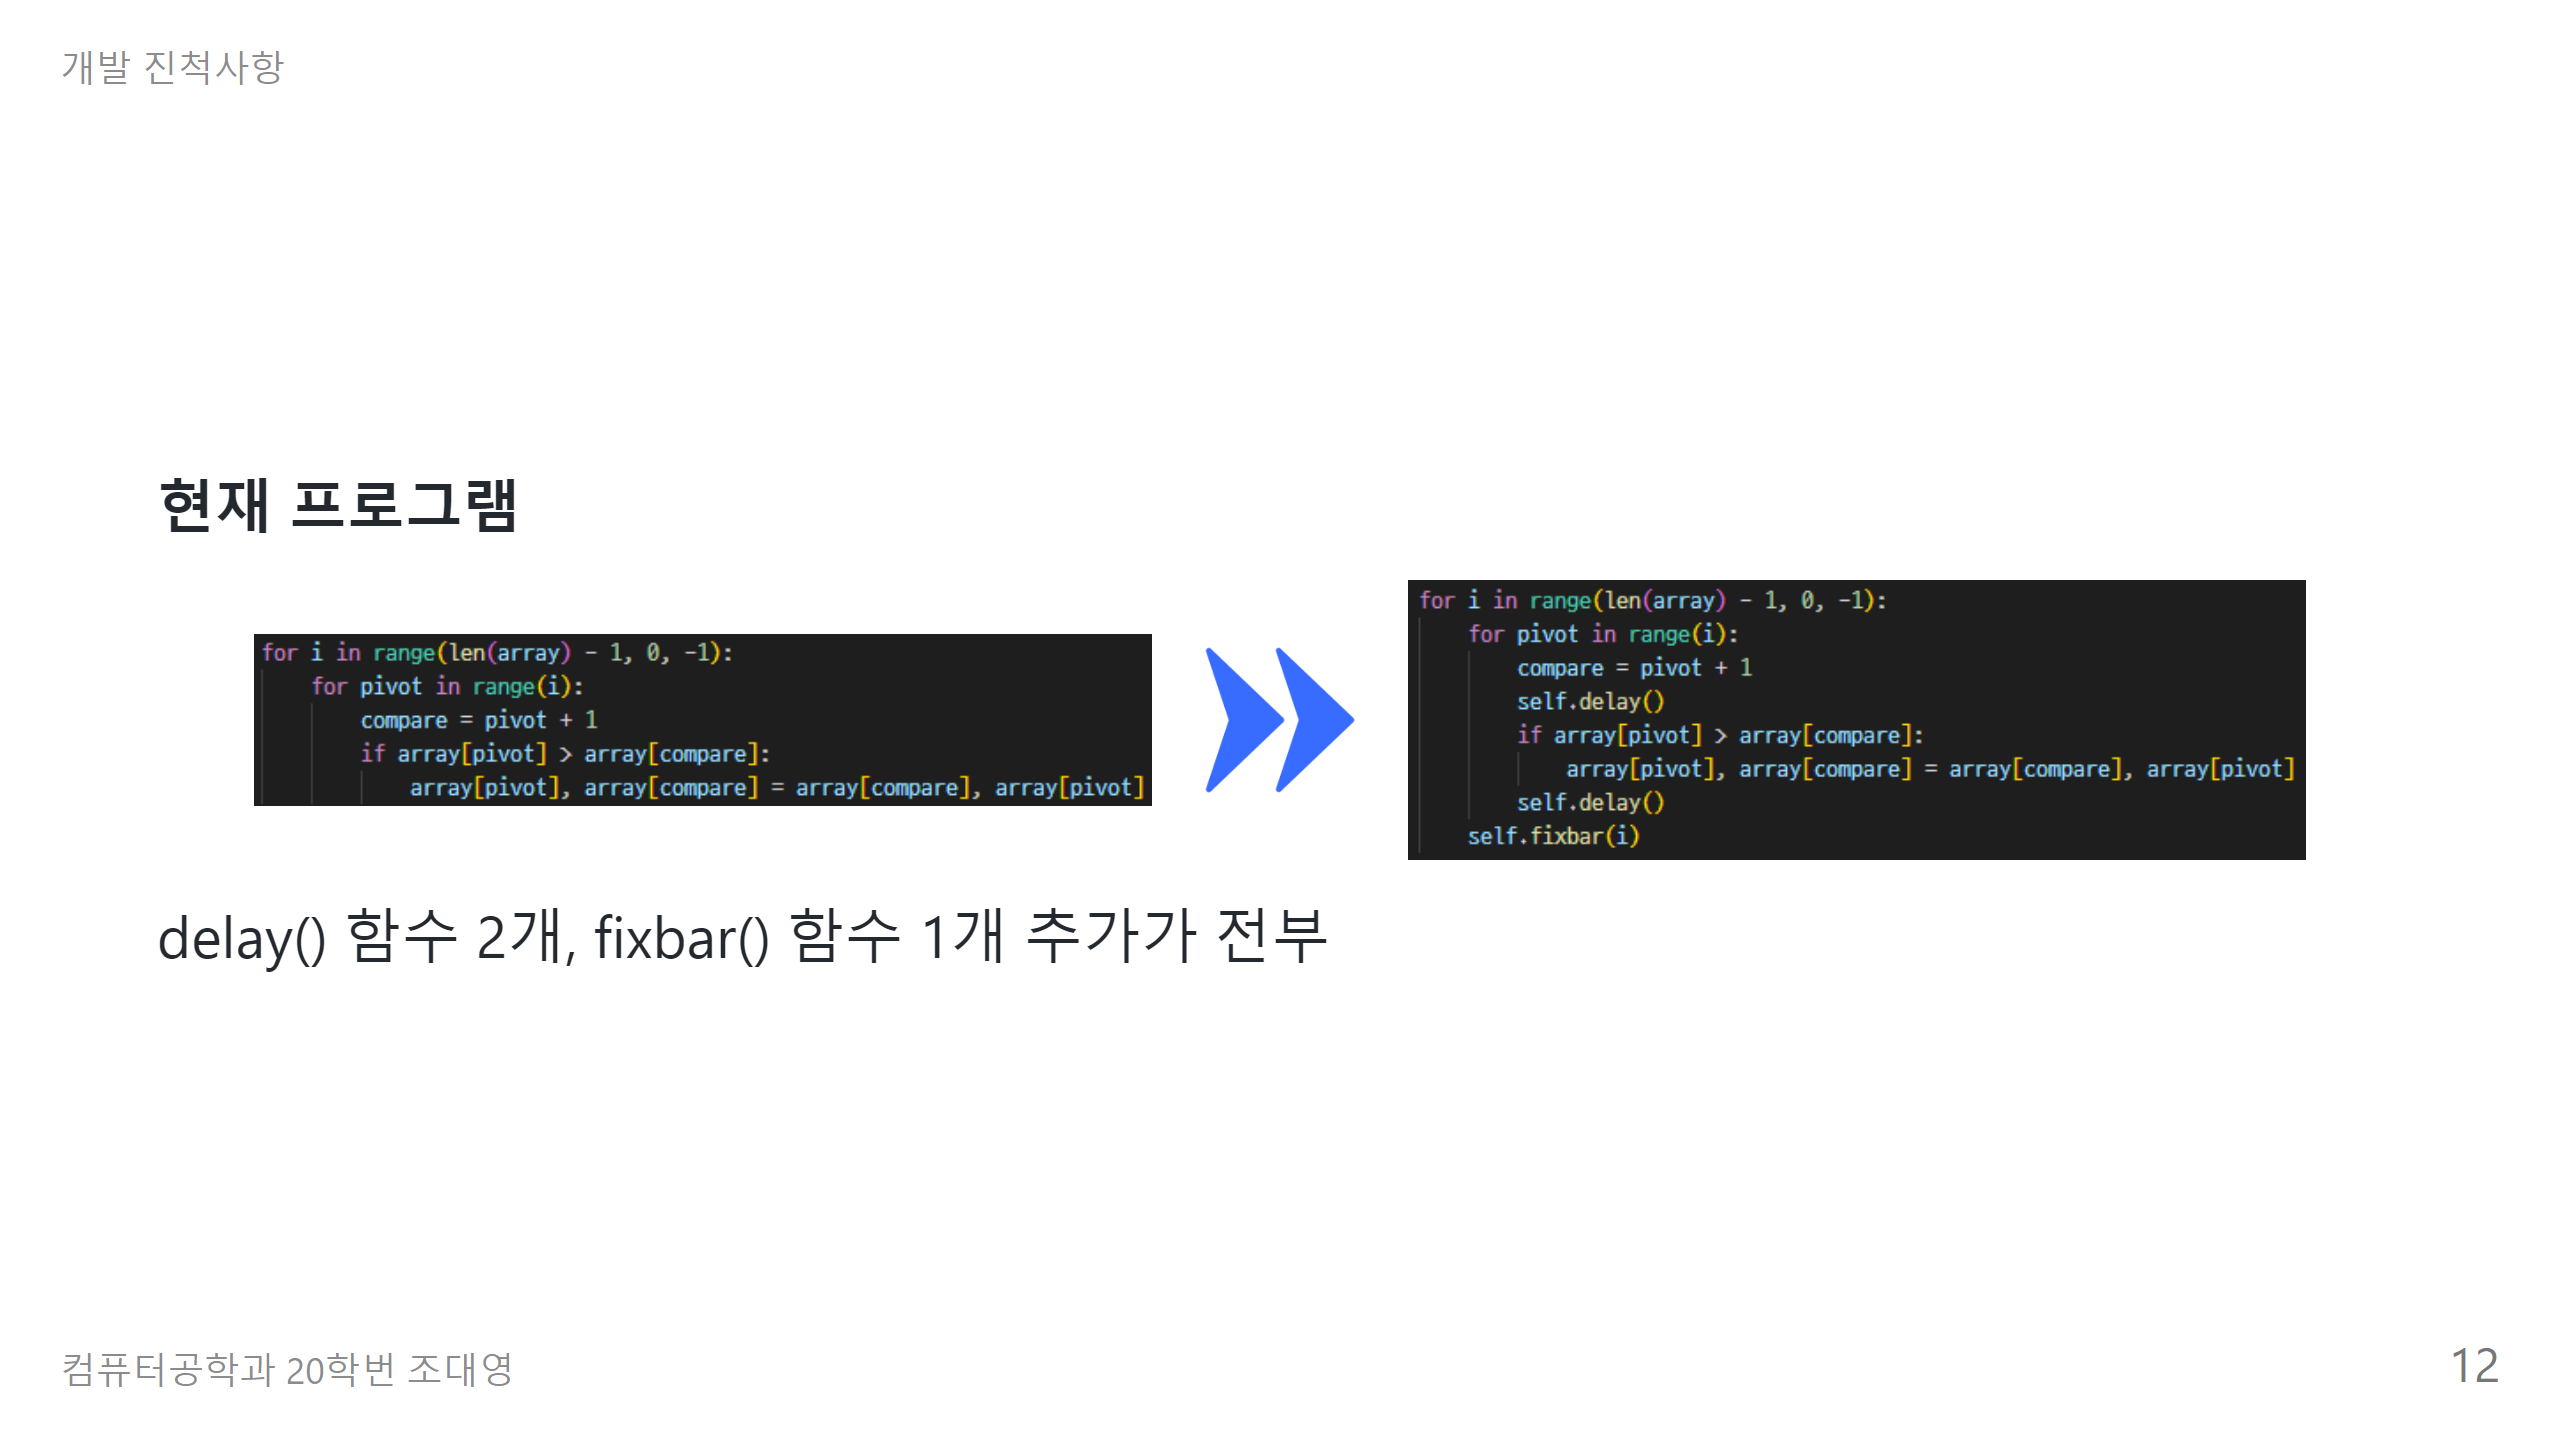 개발 진척사항
현재 프로그램
for i in range(len(array) - 1, 0, -1):
    for pivot in range(i):
        compare = pivot + 1
        if array[pivot] > array[compare]:
            array[pivot], array[compare] = array[compare], array[pivot]
for i in range(len(array) - 1, 0, -1):
    for pivot in range(i):
        compare = pivot + 1
        self.delay()
        if array[pivot] > array[compare]:
            array[pivot], array[compare] = array[compare], array[pivot]
        self.delay()
    self.fixbar(i)
delay() 함수 2개, fixbar() 함수 1개 추가가 전부
컴퓨터공학과 20학번 조대영
12